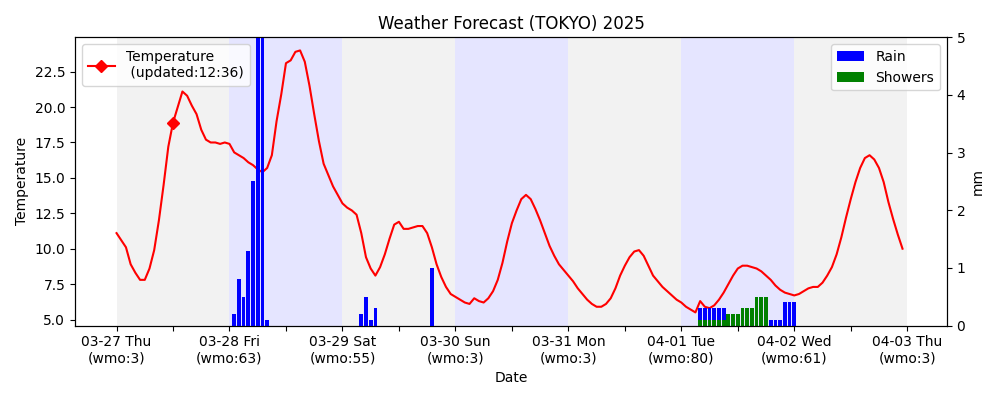 Weather Forecast (TOKYO) 2025
Temperature
(updated:12:36)
Rain
Showers
Temperature
22.5
20.0
17.5
15.0
12.5
10.0
7.5
5.0
5
4
3
2
1
0
mm
03-27 Thu
(wmo:3)
03-28 Fri
(wmo:63)
03-29 Sat
(wmo:55)
03-30 Sun
(wmo:3)
03-31 Mon
(wmo:3)
04-01 Tue
(wmo:80)
04-02 Wed
(wmo:61)
04-03 Thu
(wmo:3)
Date